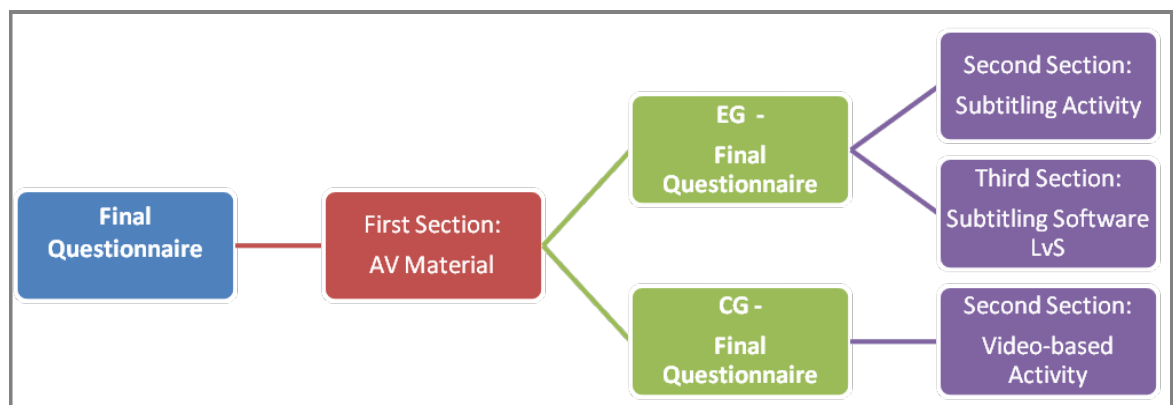 Final
Questionnaire
First Section:
AV Material
EG -
Final
Questionnaire
Second Section:
Subtitling Activity
Third Section:
Subtitling Software
LvS
CG -
Final
Questionnaire
Second Section:
Video-based
Activity